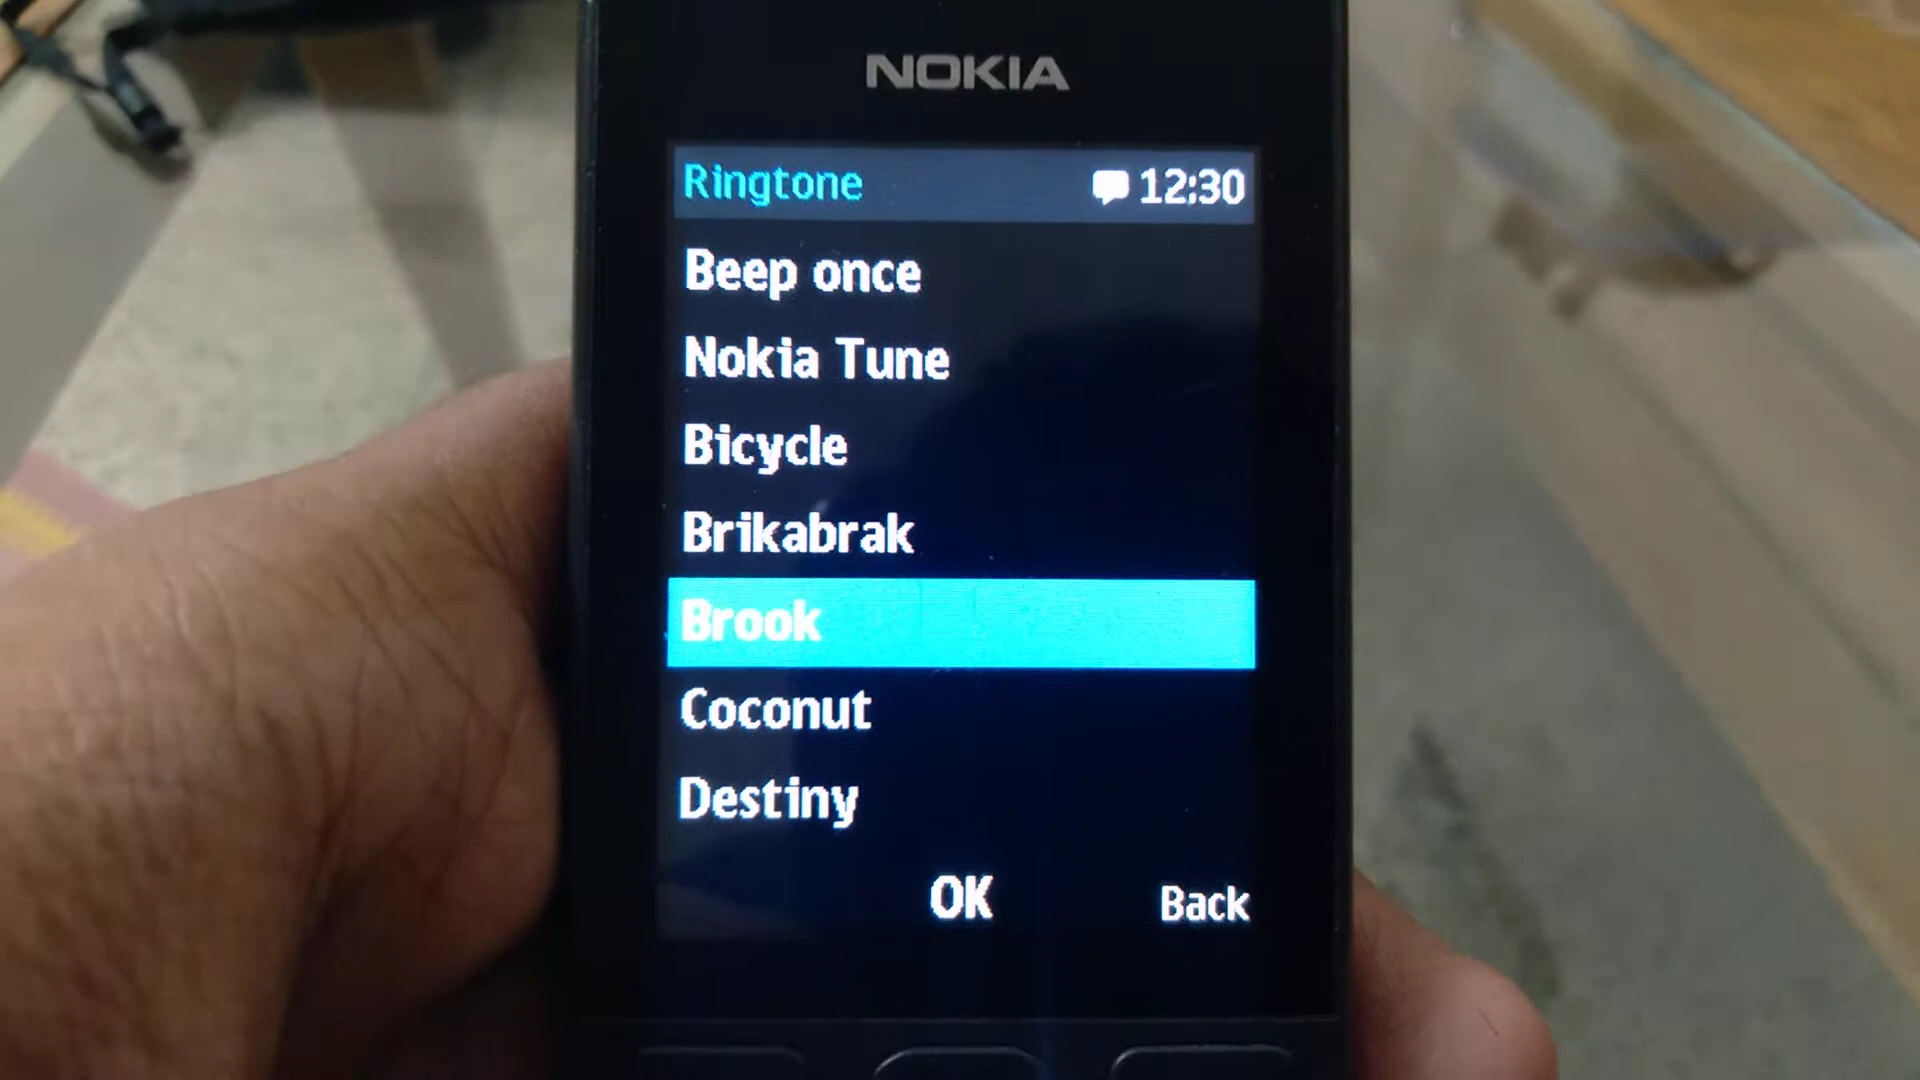 NOKIA
Ringtone 12:30
Beep once
Nokia Tune
Bicycle
Brikabrak
Brook
Coconut
Destiny
OK Back